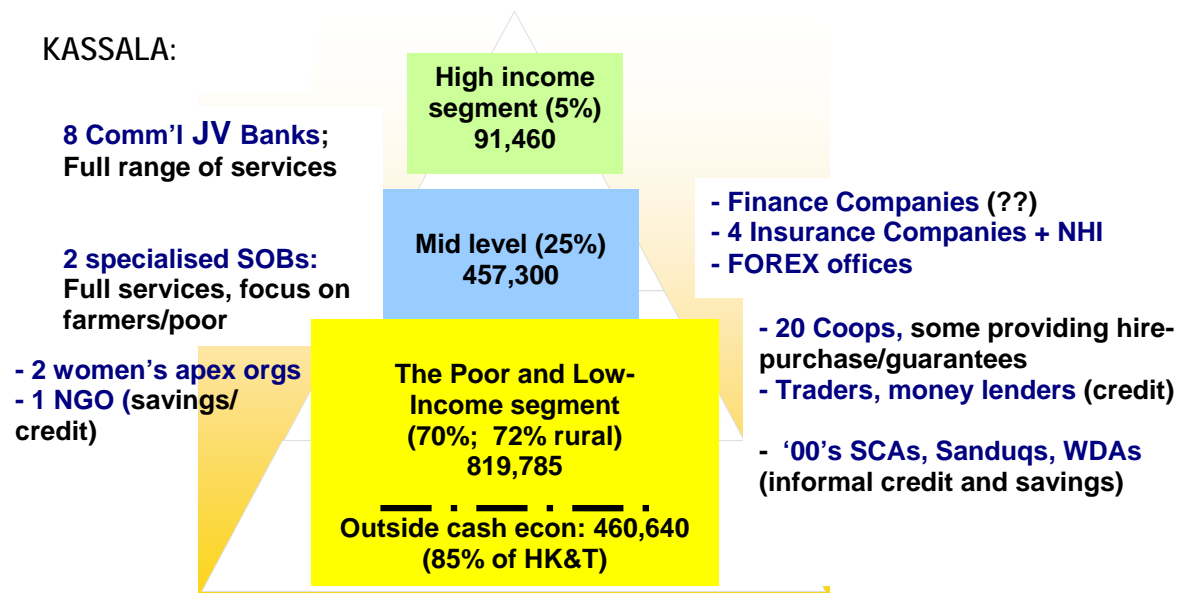 KASSALA:
High income
segment (5%)
91,460
8 Comm'l JV Banks;
Full range of services
- Finance Companies (??)
- 4 Insurance Companies + NHI
- FOREX offices
Mid level (25%)
457,300
2 specialised SOBs:
Full services, focus on
farmers/poor
- 20 Coops, some providing hire-
purchase/guarantees
- Traders, money lenders (credit)
- 2 women's apex orgs
- 1 NGO (savings/
credit)
The Poor and Low-
Income segment
(70%; 72% rural)
819,785
- '00's SCAs, Sanduqs, WDAs
(informal credit and savings)
Outside cash econ: 460,640
(85% of HK&T)